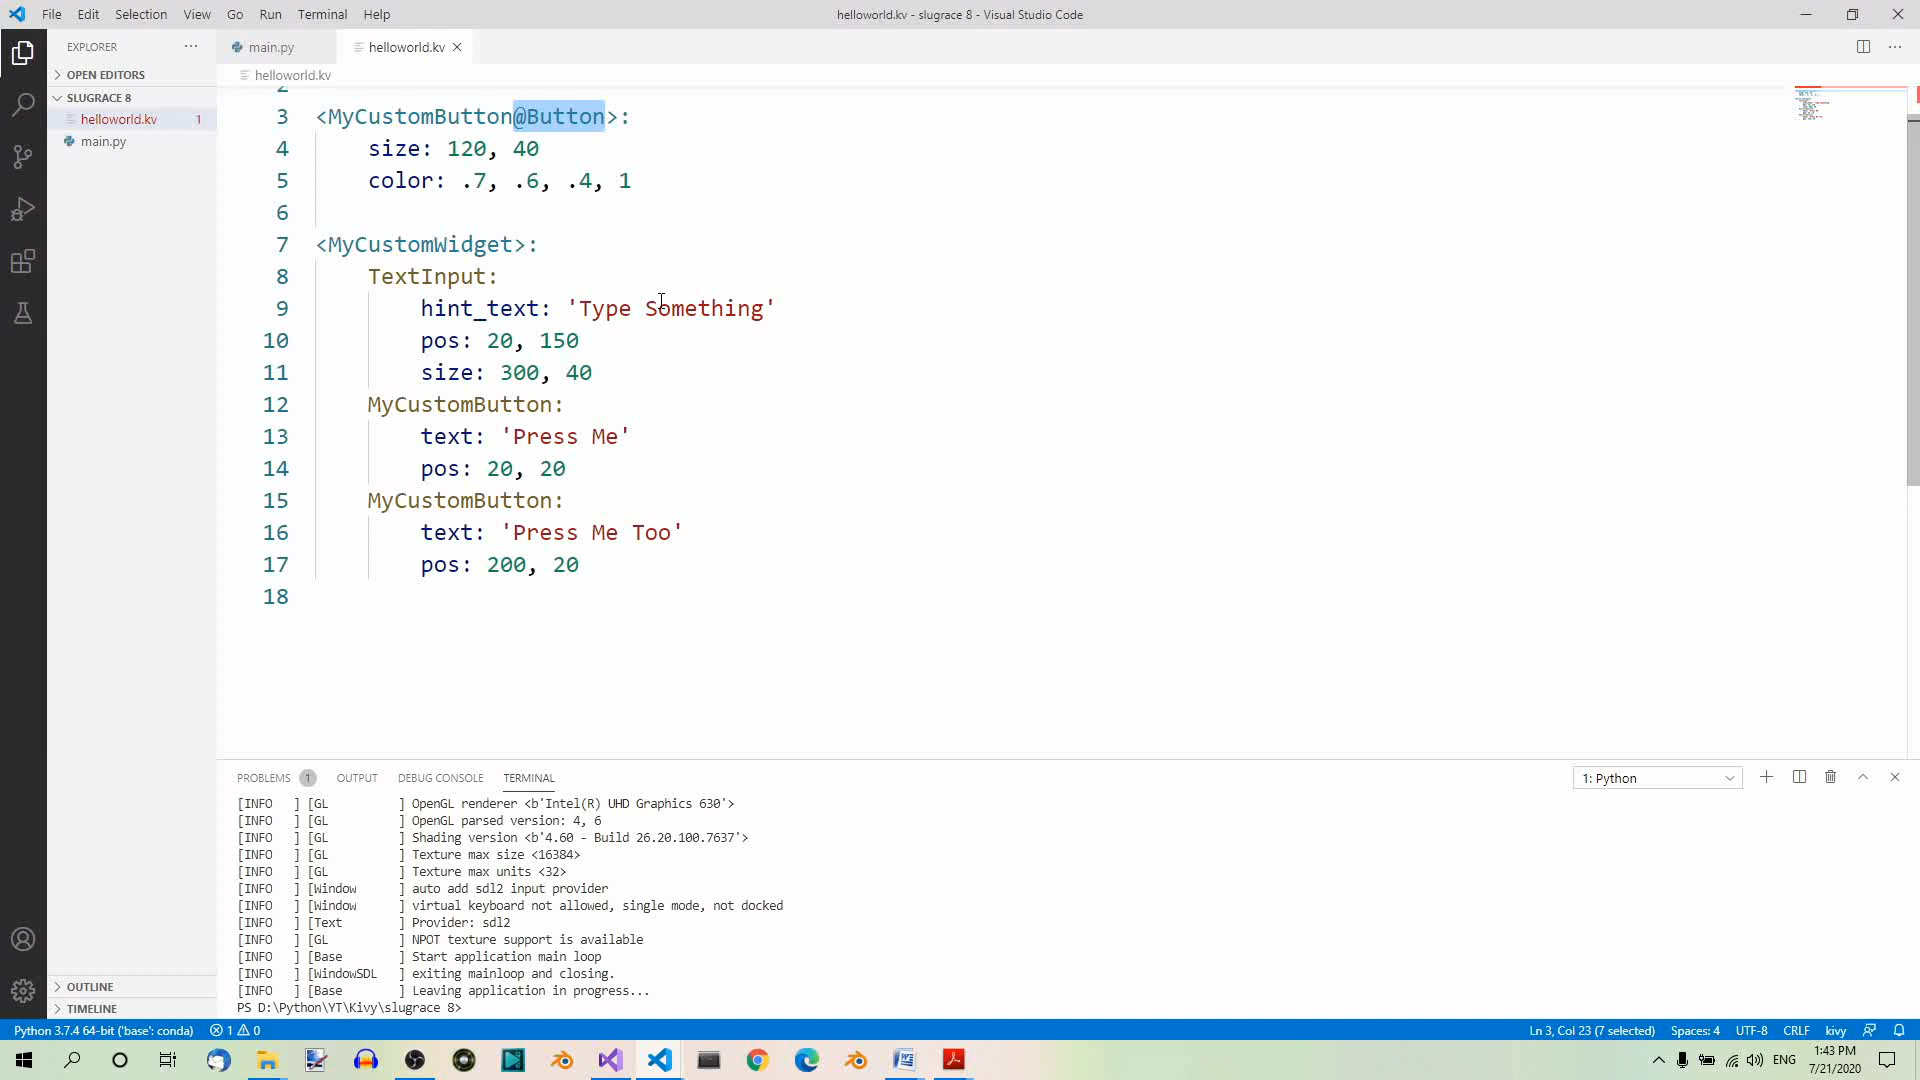 File Edit Selection View Go Run Terminal Help
helloworld.kv - slugrace 8 - Visual Studio Code
EXPLORER
OPEN EDITORS
SLUGRACE 8
helloworld.kv 1
main.py
OUTLINE
TIMELINE
main.py helloworld.kv
helloworld.kv
2
3 <MyCustomButton@Button>:
4 size: 120, 40
5 color: .7, .6, .4, 1
6
7 <MyCustomWidget>:
8 TextInput:
9 hint_text: 'Type Something'
10 pos: 20, 150
11 size: 300, 40
12 MyCustomButton:
13 text: 'Press Me'
14 pos: 20, 20
15 MyCustomButton:
16 text: 'Press Me Too'
17 pos: 200, 20
18
PROBLEMS 1 OUTPUT DEBUG CONSOLE TERMINAL
1: Python
[INFO   ] [GL          ] OpenGL renderer <b'Intel(R) UHD Graphics 630'>
[INFO   ] [GL          ] OpenGL parsed version: 4, 6
[INFO   ] [GL          ] Shading version <b'4.60 - Build 26.20.100.7637'>
[INFO   ] [GL          ] Texture max size <16384>
[INFO   ] [GL          ] Texture max units <32>
[INFO   ] [Window      ] auto add sdl2 input provider
[INFO   ] [Window      ] virtual keyboard not allowed, single mode, not docked
[INFO   ] [Text        ] Provider: sdl2
[INFO   ] [GL          ] NPOT texture support is available
[INFO   ] [Base        ] Start application main loop
[INFO   ] [WindowSDL   ] exiting mainloop and closing.
[INFO   ] [Base        ] Leaving application in progress...
PS D:\Python\YT\Kivy\slugrace 8>
Python 3.7.4 64-bit ('base': conda) 1 0
Ln 3, Col 23 (7 selected) Spaces: 4 UTF-8 CRLF kivy
ENG
1:43 PM
7/21/2020